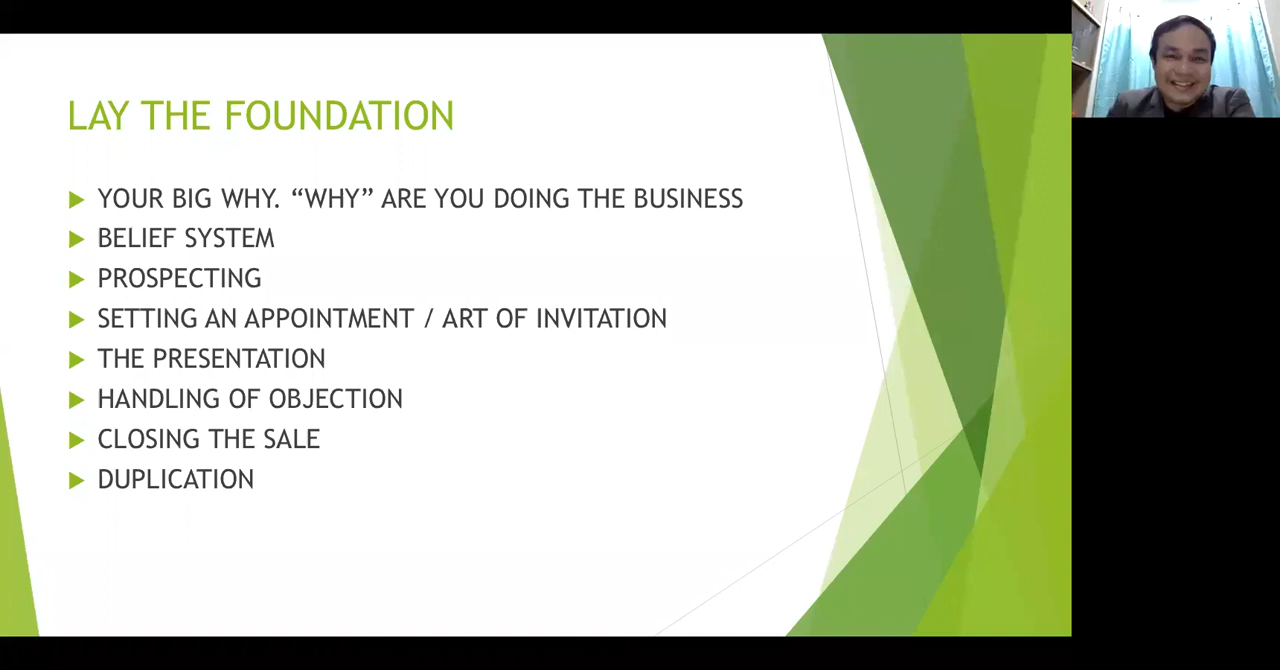 LAY THE FOUNDATION
YOUR BIG WHY. “WHY” ARE YOU DOING THE BUSINESS
BELIEF SYSTEM
PROSPECTING
SETTING AN APPOINTMENT / ART OF INVITATION
THE PRESENTATION
HANDLING OF OBJECTION
CLOSING THE SALE
DUPLICATION